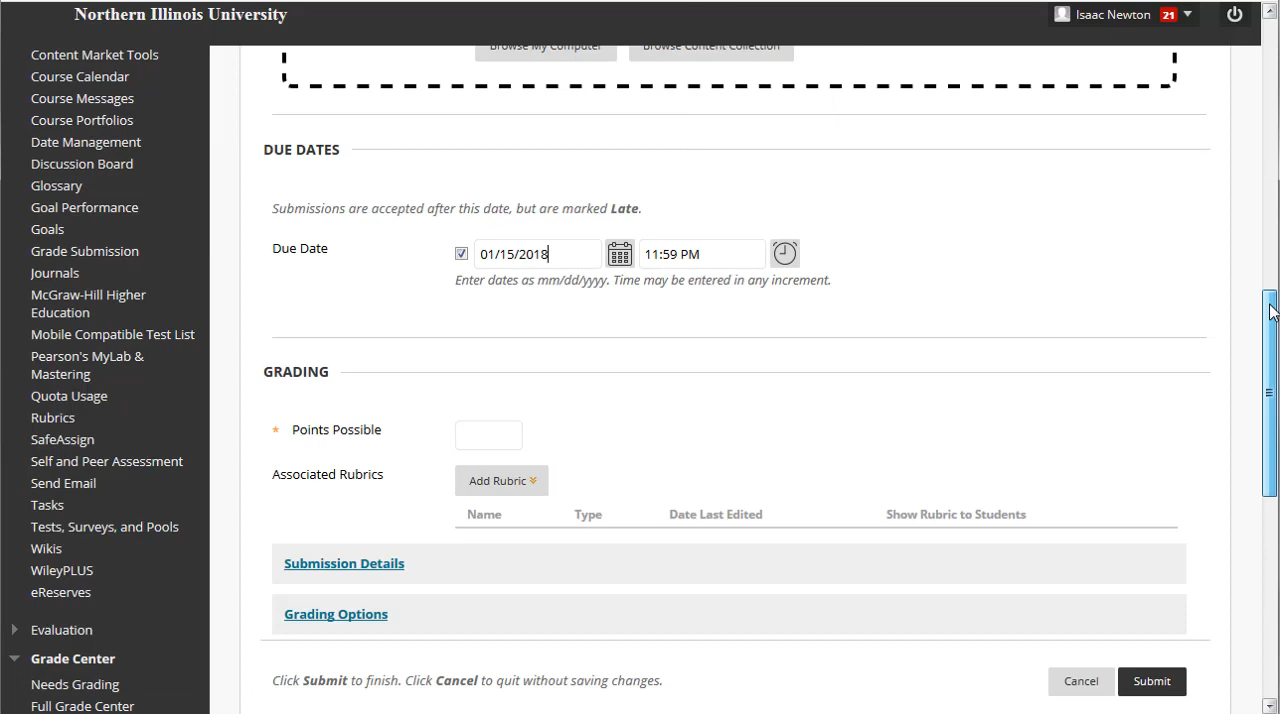 Northern Illinois University
Isaac Newton 21
Content Market Tools
Course Calendar
Course Messages
Course Portfolios
Date Management
Discussion Board
Glossary
Goal Performance
Goals
Grade Submission
Journals
McGraw-Hill Higher
Education
Mobile Compatible Test List
Pearson's MyLab &
Mastering
Quota Usage
Rubrics
SafeAssign
Self and Peer Assessment
Send Email
Tasks
Tests, Surveys, and Pools
Wikis
WileyPLUS
eReserves
Evaluation
Grade Center
Needs Grading
Full Grade Center
Browse My Computer
Browse Content Collection
DUE DATES
Submissions are accepted after this date, but are marked Late.
Due Date
01/15/2018
11:59 PM
Enter dates as mm/dd/yyyy. Time may be entered in any increment.
GRADING
* Points Possible
Associated Rubrics
Add Rubric
Name Type Date Last Edited Show Rubric to Students
Submission Details
Grading Options
Click Submit to finish. Click Cancel to quit without saving changes.
Cancel
Submit